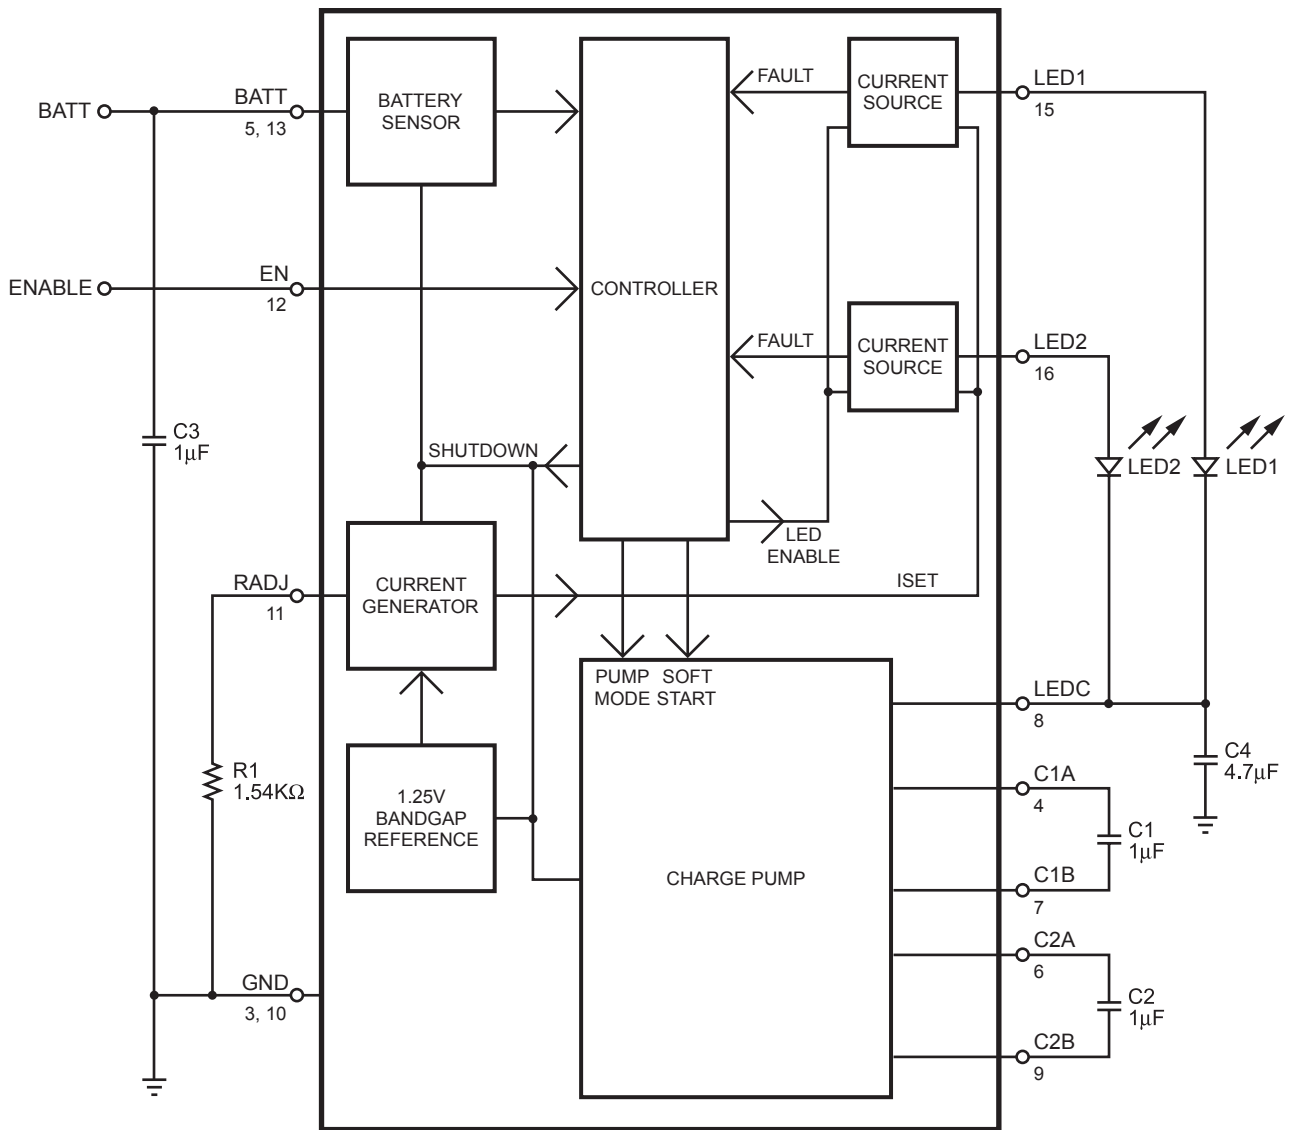 BATT
BATT
5, 13
BATTERY
SENSOR
FAULT
CURRENT
SOURCE
LED1
15
ENABLE
EN
12
CONTROLLER
FAULT
CURRENT
SOURCE
LED2
16
C3
1μF
SHUTDOWN
LED2
LED1
LED
ENABLE
RADJ
11
CURRENT
GENERATOR
ISET
PUMP SOFT
MODE START
LEDC
8
R1
1.54KΩ
1.25V
BANDGAP
REFERENCE
C4
4.7μF
C1A
4
C1
1μF
CHARGE PUMP
C1B
7
C2A
6
GND
3, 10
C2
1μF
C2B
9